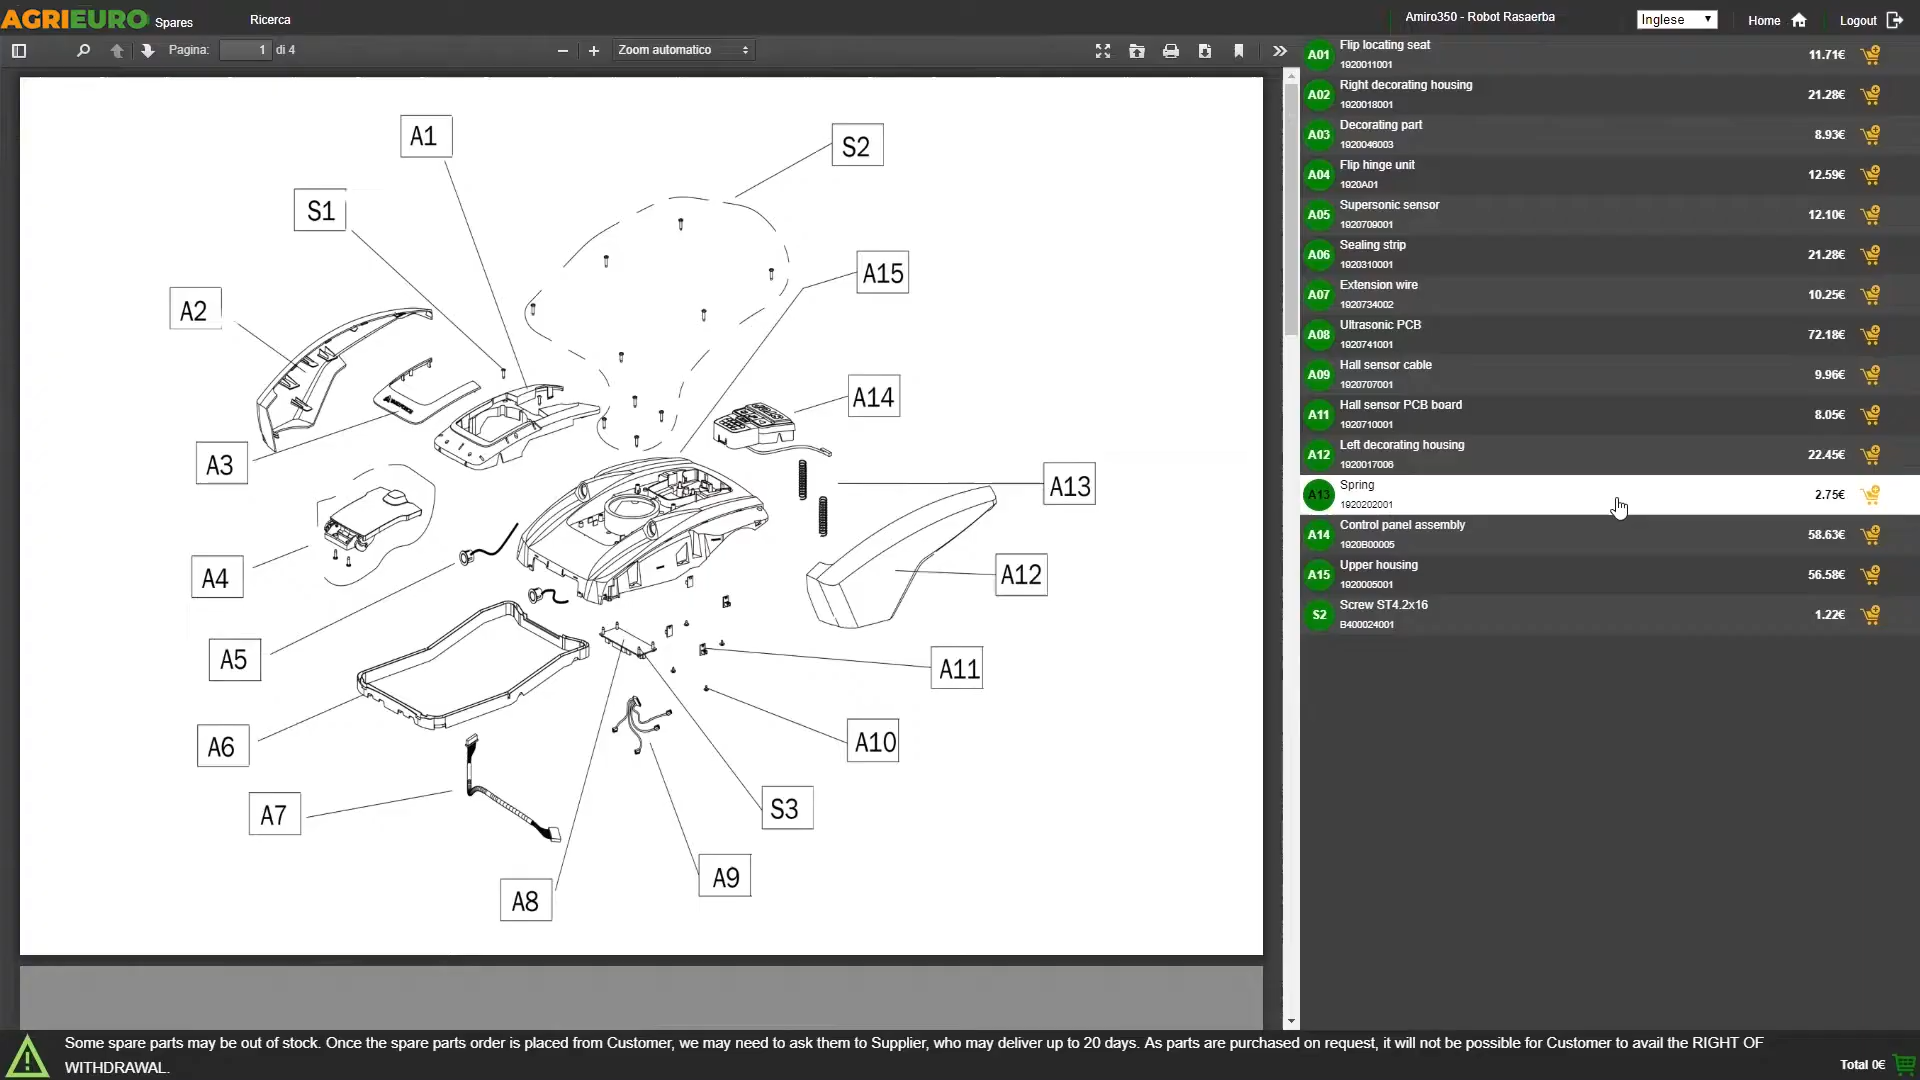 AGRIEURO Spares
Ricerca
Amiro350 - Robot Rasaerba
Inglese
Home
Logout
Pagina: 1 di 4
Zoom automatico
A1
S2
S1
A15
A2
A14
A3
A13
A4
A12
A5
A11
A6
A10
A7
S3
A9
A8
A01 Flip locating seat 11.71€
1920011001
A02 Right decorating housing 21.28€
1920018001
A03 Decorating part 8.93€
1920046003
A04 Flip hinge unit 12.59€
1920A01
A05 Supersonic sensor 12.10€
1920709001
A06 Sealing strip 21.28€
1920310001
A07 Extension wire 10.25€
1920734002
A08 Ultrasonic PCB 72.18€
1920741001
A09 Hall sensor cable 9.96€
1920707001
A11 Hall sensor PCB board 8.05€
1920710001
A12 Left decorating housing 22.45€
1920017006
A13 Spring 2.75€
1920202001
A14 Control panel assembly 58.63€
1920B00005
A15 Upper housing 56.58€
1920005001
S2 Screw ST4.2x16 1.22€
B400024001
Some spare parts may be out of stock. Once the spare parts order is placed from Customer, we may need to ask them to Supplier, who may deliver up to 20 days. As parts are purchased on request, it will not be possible for Customer to avail the RIGHT OF
WITHDRAWAL.
Total 0€